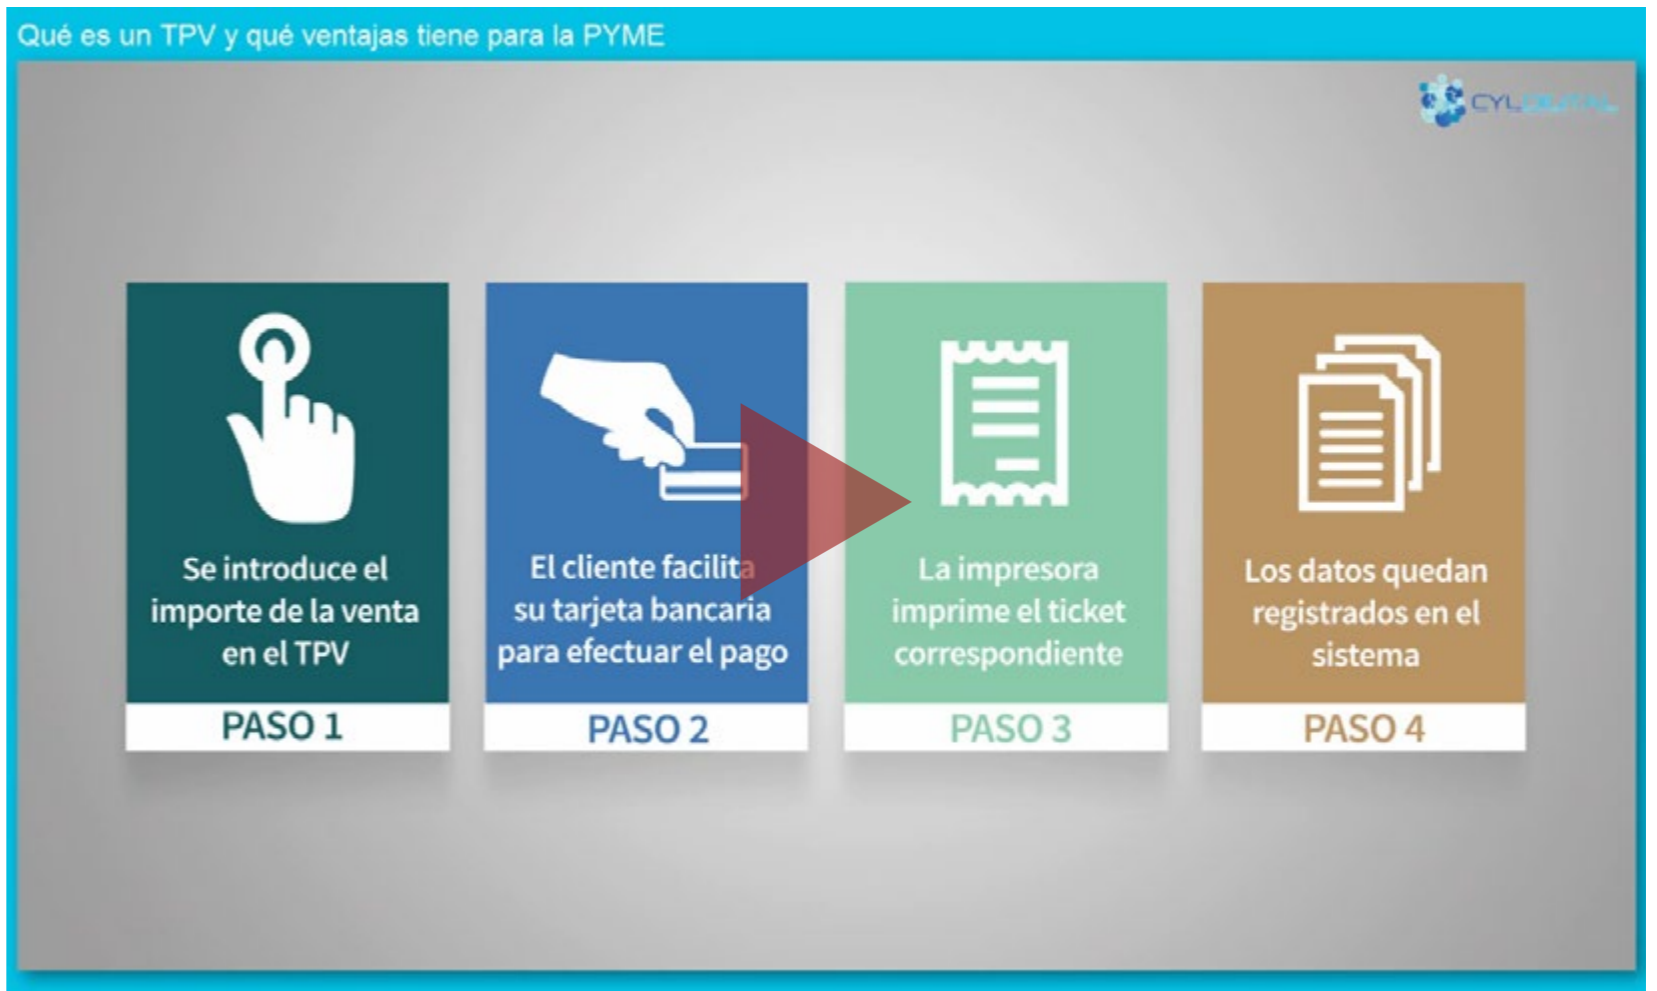 Qué es un TPV y qué ventajas tiene para la PYME
CYLDIGITAL
Se introduce el
importe de la venta
en el TPV
PASO 1
El cliente facilita
su tarjeta bancaria
para efectuar el pago
PASO 2
La impresora
imprime el ticket
correspondiente
PASO 3
Los datos quedan
registrados en el
sistema
PASO 4